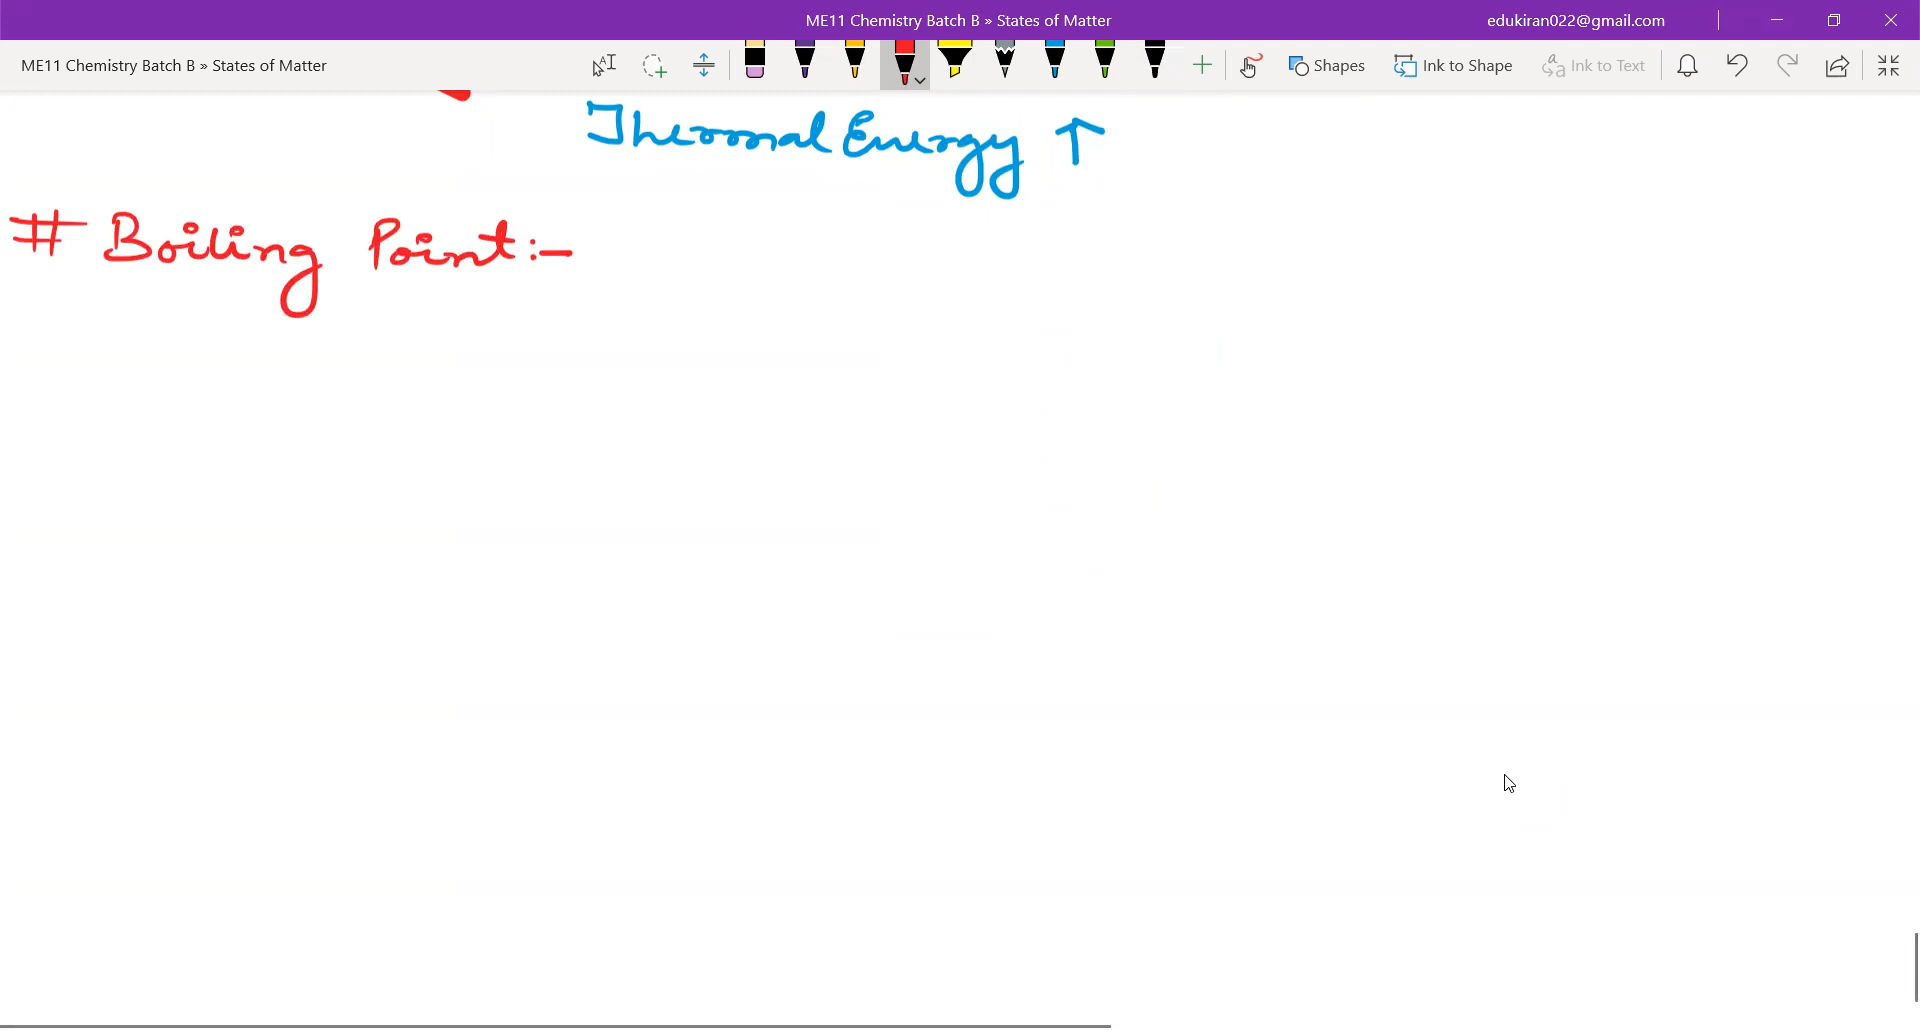 ME11 Chemistry Batch B » States of Matter
edukiran022@gmail.com
ME11 Chemistry Batch B » States of Matter
Shapes
Ink to Shape
Ink to Text
Thermal Energy ↑
# Boiling Point:-